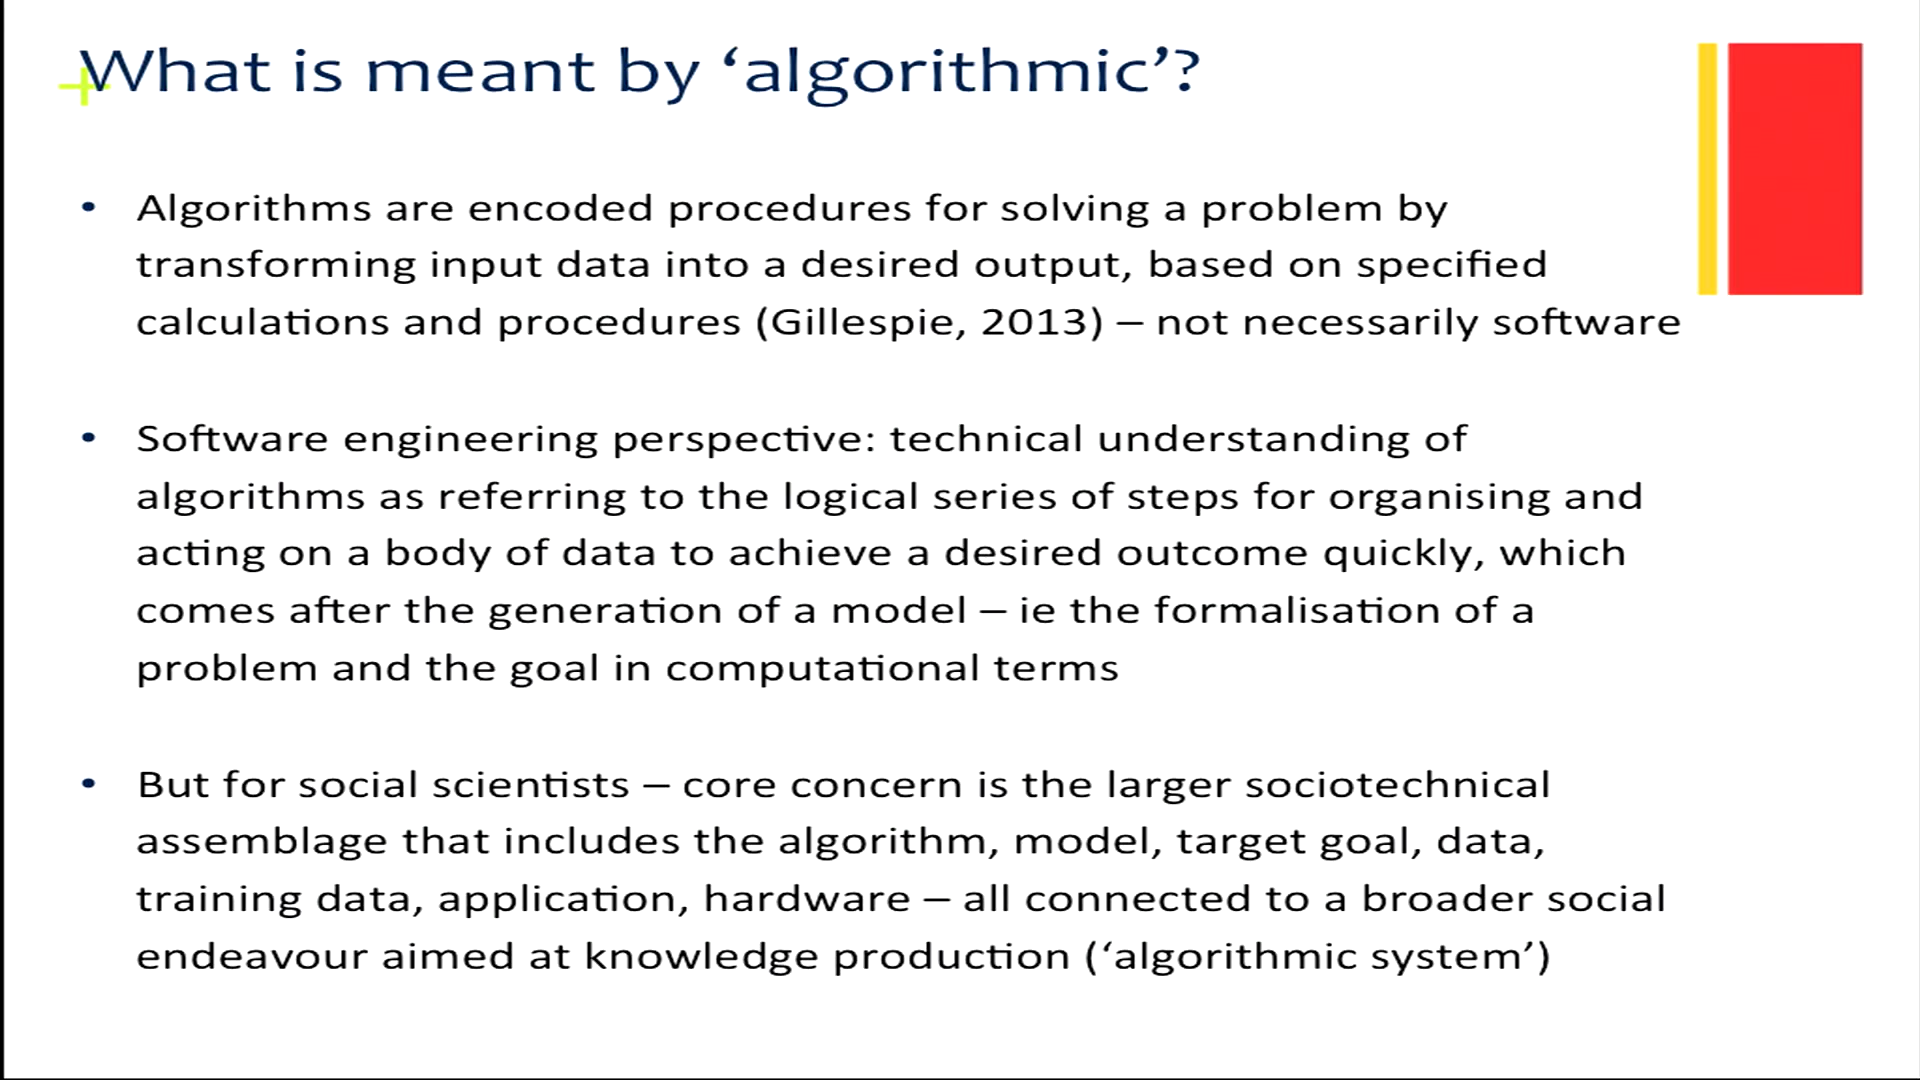 What is meant by ‘algorithmic’?
• Algorithms are encoded procedures for solving a problem by
transforming input data into a desired output, based on specified
calculations and procedures (Gillespie, 2013) – not necessarily software
• Software engineering perspective: technical understanding of
algorithms as referring to the logical series of steps for organising and
acting on a body of data to achieve a desired outcome quickly, which
comes after the generation of a model – ie the formalisation of a
problem and the goal in computational terms
• But for social scientists – core concern is the larger sociotechnical
assemblage that includes the algorithm, model, target goal, data,
training data, application, hardware – all connected to a broader social
endeavour aimed at knowledge production (‘algorithmic system’)